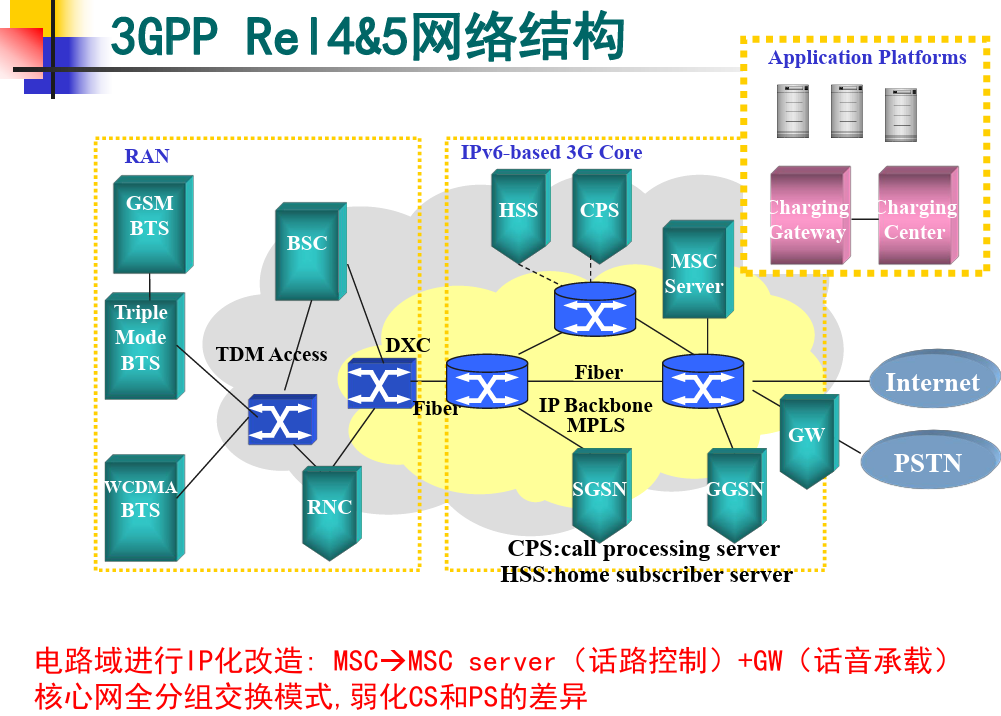 3GPP Rel4&5网络结构
Application Platforms
Charging
Gateway
Charging
Center
RAN
IPv6-based 3G Core
GSM
BTS
BSC
HSS
CPS
MSC
Server
Triple
Mode
BTS
TDM Access
DXC
Fiber
Fiber
IP Backbone
MPLS
Internet
GW
PSTN
WCDMA
BTS
RNC
SGSN
GGSN
CPS:call processing server
HSS:home subscriber server
电路域进行IP化改造: MSC→MSC server（话路控制）+GW（话音承载）
核心网全分组交换模式,弱化CS和PS的差异